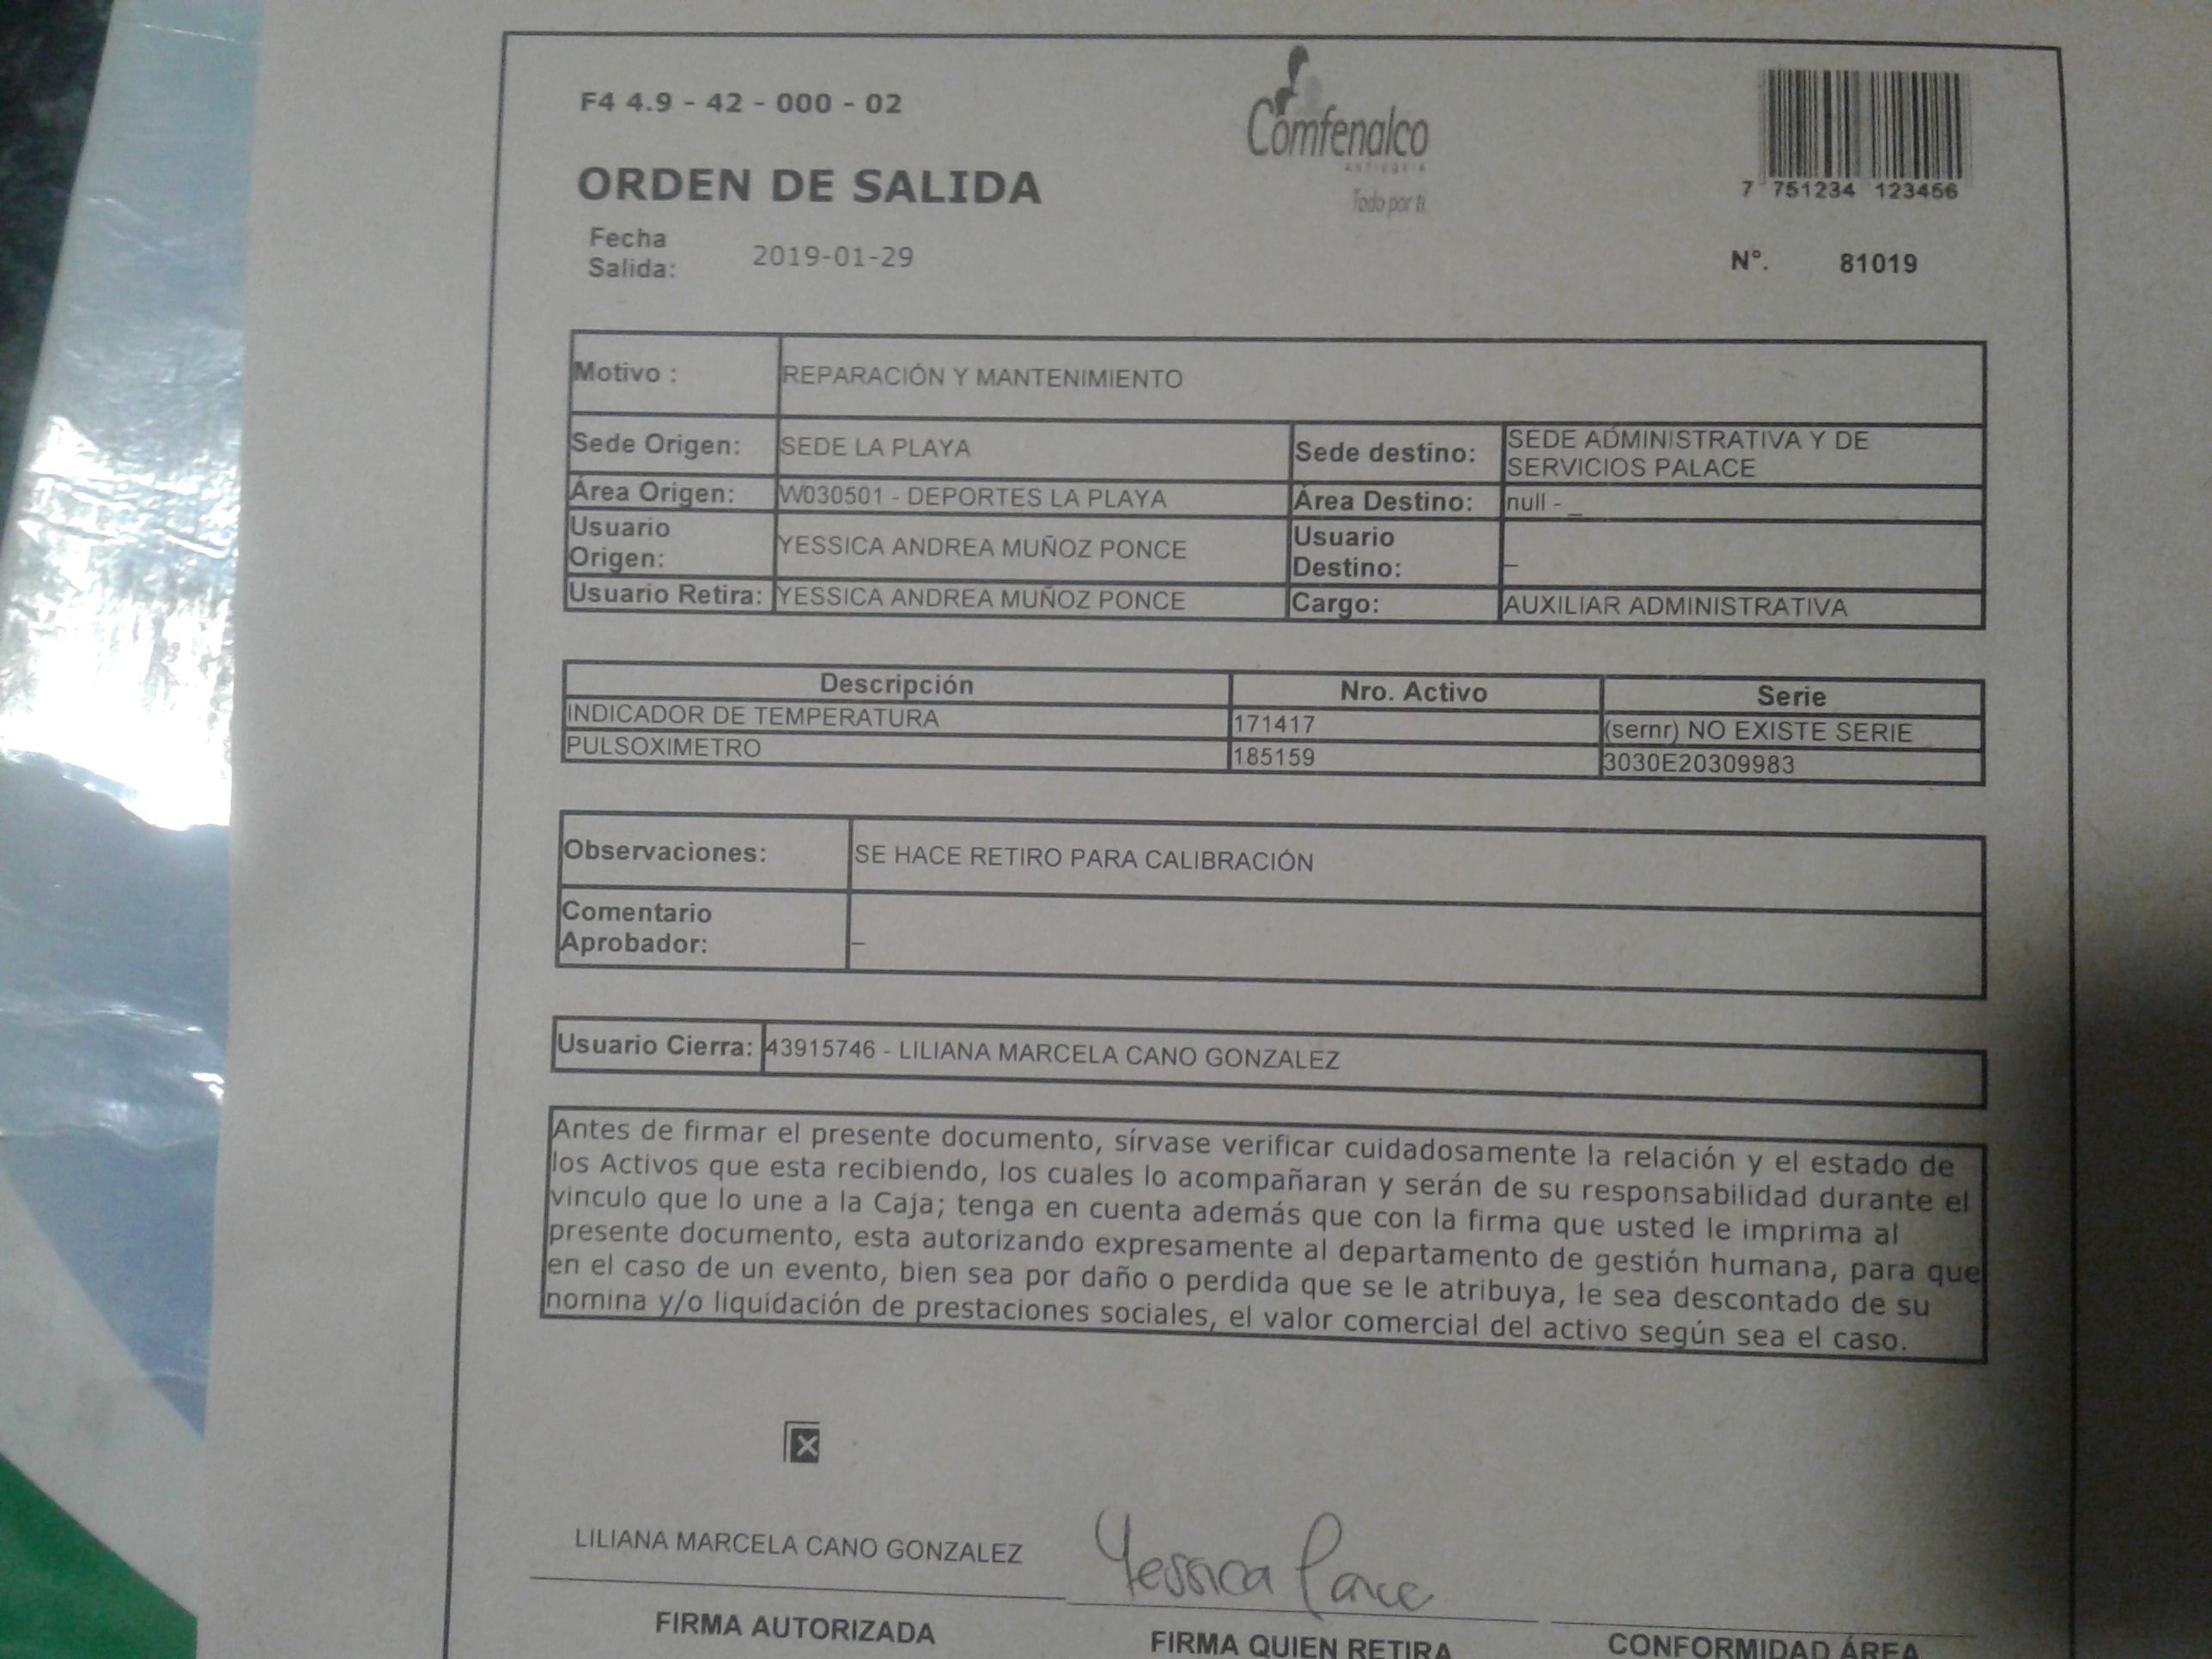 F4 4.9 - 42 - 000 - 02
ORDEN DE SALIDA
Comfenalco
ANTIOQUIA
Todo por ti
7 751234 123456
Fecha
Salida: 2019-01-29
N°. 81019
Motivo : REPARACIÓN Y MANTENIMIENTO
Sede Origen: SEDE LA PLAYA Sede destino: SEDE ADMINISTRATIVA Y DE
SERVICIOS PALACE
Área Origen: W030501 - DEPORTES LA PLAYA Área Destino: null - _
Usuario
Origen: YESSICA ANDREA MUÑOZ PONCE Usuario
Destino: _
Usuario Retira: YESSICA ANDREA MUÑOZ PONCE Cargo: AUXILIAR ADMINISTRATIVA
Descripción Nro. Activo Serie
INDICADOR DE TEMPERATURA 171417 (sernr) NO EXISTE SERIE
PULSOXIMETRO 185159 3030E20309983
Observaciones: SE HACE RETIRO PARA CALIBRACIÓN
Comentario
Aprobador: _
Usuario Cierra: 43915746 - LILIANA MARCELA CANO GONZALEZ
Antes de firmar el presente documento, sírvase verificar cuidadosamente la relación y el estado de
los Activos que esta recibiendo, los cuales lo acompañaran y serán de su responsabilidad durante el
vinculo que lo une a la Caja; tenga en cuenta además que con la firma que usted le imprima al
presente documento, esta autorizando expresamente al departamento de gestión humana, para que
en el caso de un evento, bien sea por daño o perdida que se le atribuya, le sea descontado de su
nomina y/o liquidación de prestaciones sociales, el valor comercial del activo según sea el caso.
LILIANA MARCELA CANO GONZALEZ Yessica
FIRMA AUTORIZADA FIRMA QUIEN RETIRA CONFORMIDAD ÁREA